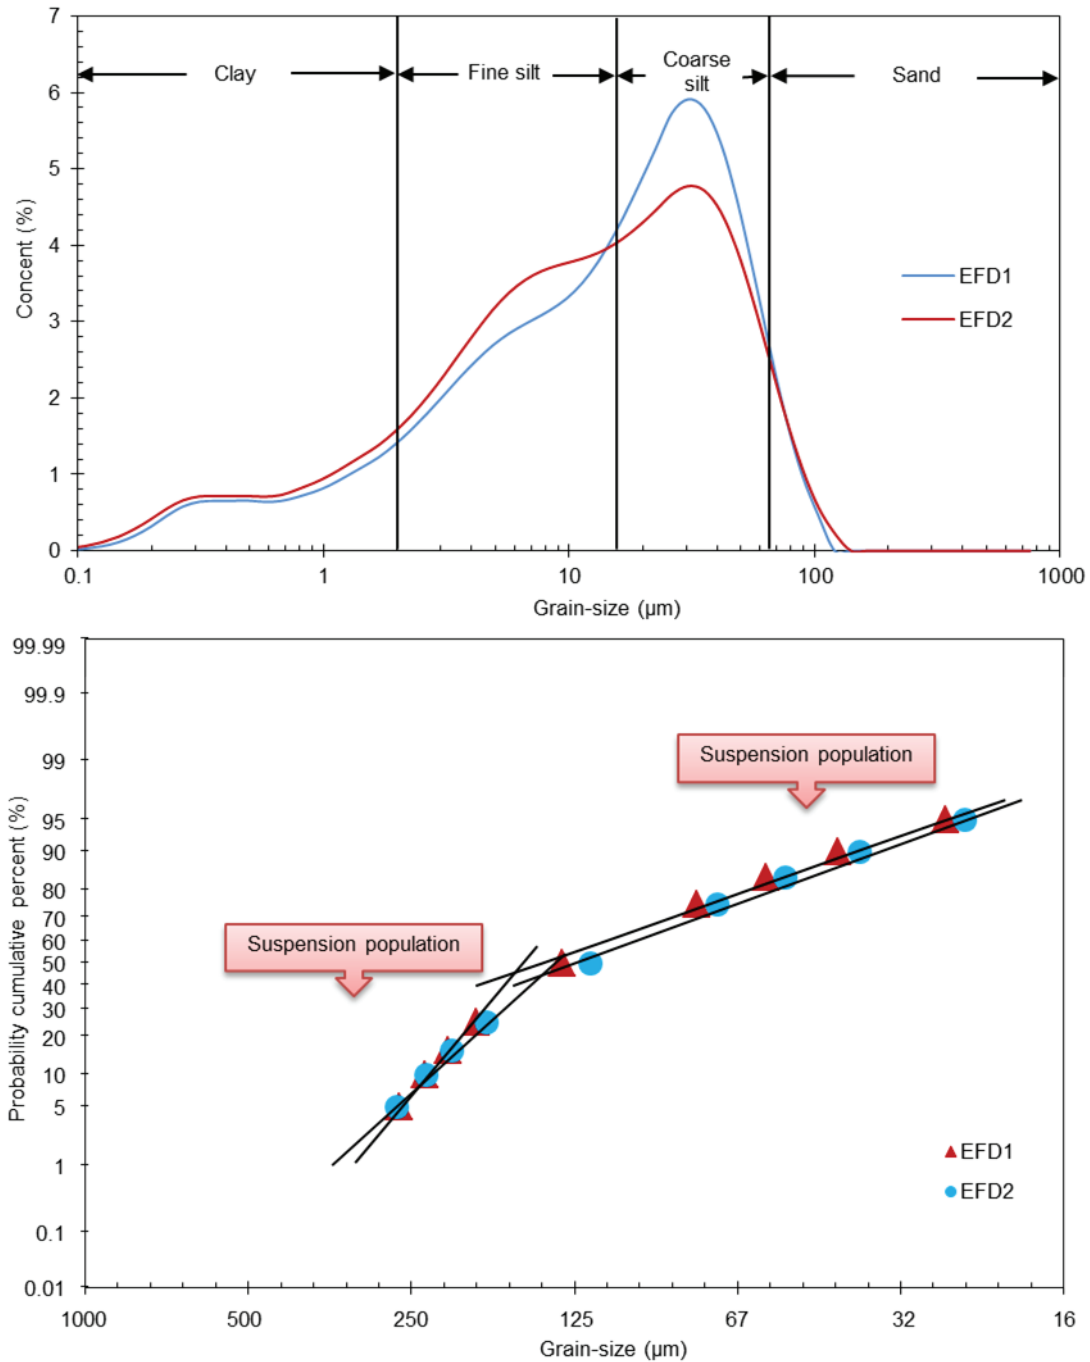 7
6
5
4
3
2
1
0
Concent (%)
Clay
Fine silt
Coarse
silt
Sand
EFD1
EFD2
0.1 1 10 100 1000
Grain-size (µm)
99.99
99.9
99
95
90
80
70
60
50
40
30
20
10
5
1
0.1
0.01
Probability cumulative percent (%)
Suspension population
Suspension population
EFD1
EFD2
1000 500 250 125 67 32 16
Grain-size (µm)